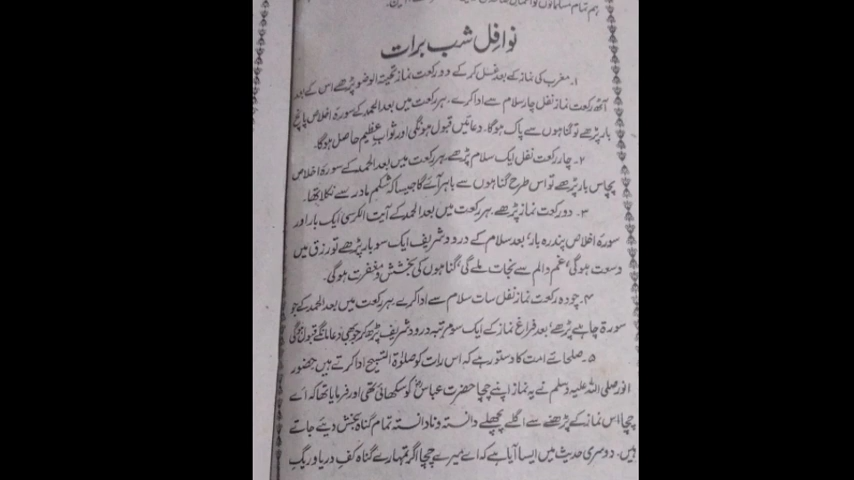 ہم تمام مسلمانوں کو
نوافل شب برات
۱۔ مغرب کی نماز کے بعد غسل کر کے دو رکعت نماز تحیتہ الوضو پڑھے اس کے بعد
آٹھ رکعت نماز نفل چار سلام سے ادا کرے، ہر رکعت میں بعد الحمد کے سورۂ اخلاص پانچ
بار پڑھے تو گناہوں سے پاک ہوگا۔ دعائیں قبول ہونگی اور ثواب عظیم حاصل ہوگا۔
۲۔ چار رکعت نفل ایک سلام پڑھے، ہر رکعت میں بعد الحمد کے سورۂ اخلاص
پچاس بار پڑھے تو اس طرح گناہوں سے باہر آئے گا جیسا کہ شکم مادر سے نکلا تھا۔
۳۔ دو رکعت نماز پڑھے، ہر رکعت میں بعد الحمد کے آیت الکرسی ایک بار اور
سورۂ اخلاص پندرہ بار، بعد سلام کے درود شریف ایک سو بار پڑھے تو رزق میں
وسعت ہوگی، غم و الم سے نجات ملے گی، گناہوں کی بخشش و مغفرت ہوگی۔
۴۔ چودہ رکعت نماز نفل سات سلام سے ادا کرے، ہر رکعت میں بعد الحمد کے جو
سورۃ چاہے پڑھے، بعد فراغ نماز کے ایک سو مرتبہ درود شریف پڑھ کر جو بھی دعا مانگے قبول ہوگی
۵۔ صلحائے امت کا دستور ہے کہ اس رات کو صلوٰۃ التسبیح ادا کرتے ہیں حضور
انور صلی اللہ علیہ وسلم نے یہ نماز اپنے چچا حضرت عباسؓ کو سکھائی تھی اور فرمایا تھا کہ اے
چچا اس نماز کے پڑھنے سے اگلے پچھلے دانستہ و نادانستہ تمام گناہ بخش دیئے جاتے
ہیں۔ دوسری حدیث میں ایسا آیا ہے کہ اے میرے چچا اگر تمہارے گناہ کف دریا و ریگ